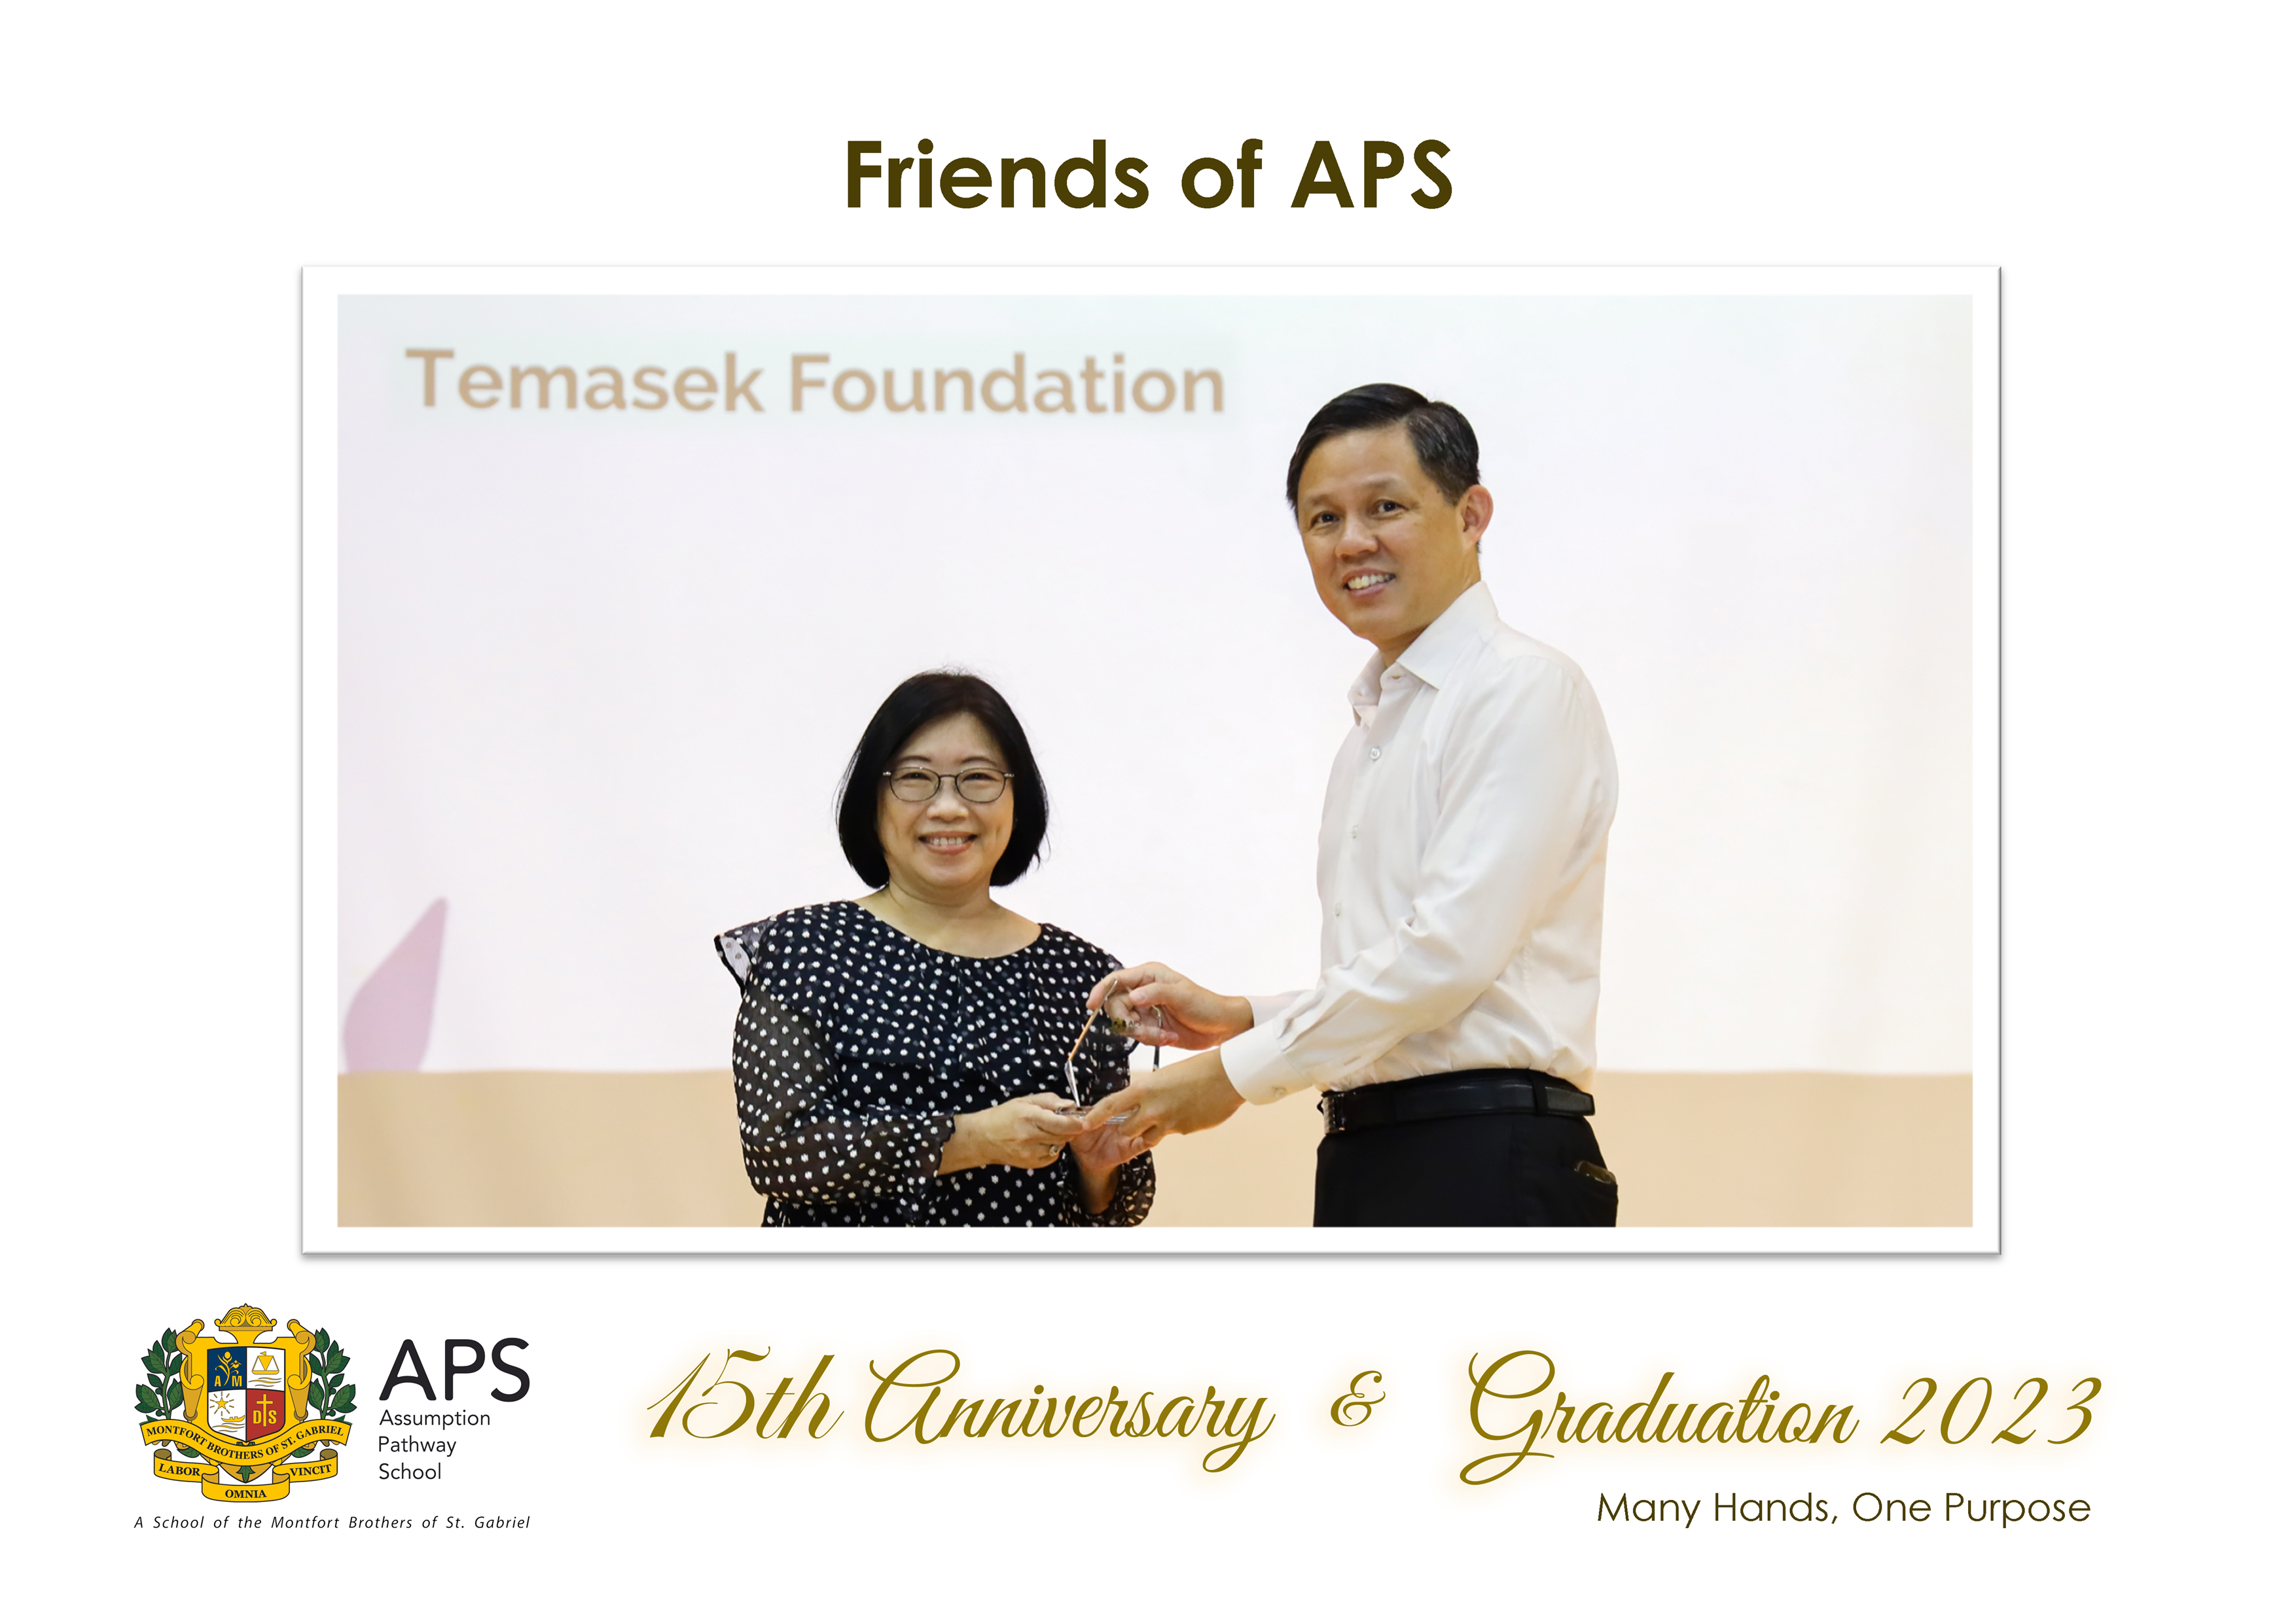 Friends of APS
Temasek Foundation
A M
D S
MONTFORT BROTHERS OF ST. GABRIEL
LABOR VINCIT
OMNIA
APS
Assumption
Pathway
School
A School of the Montfort Brothers of St. Gabriel
15th Anniversary & Graduation 2023
Many Hands, One Purpose